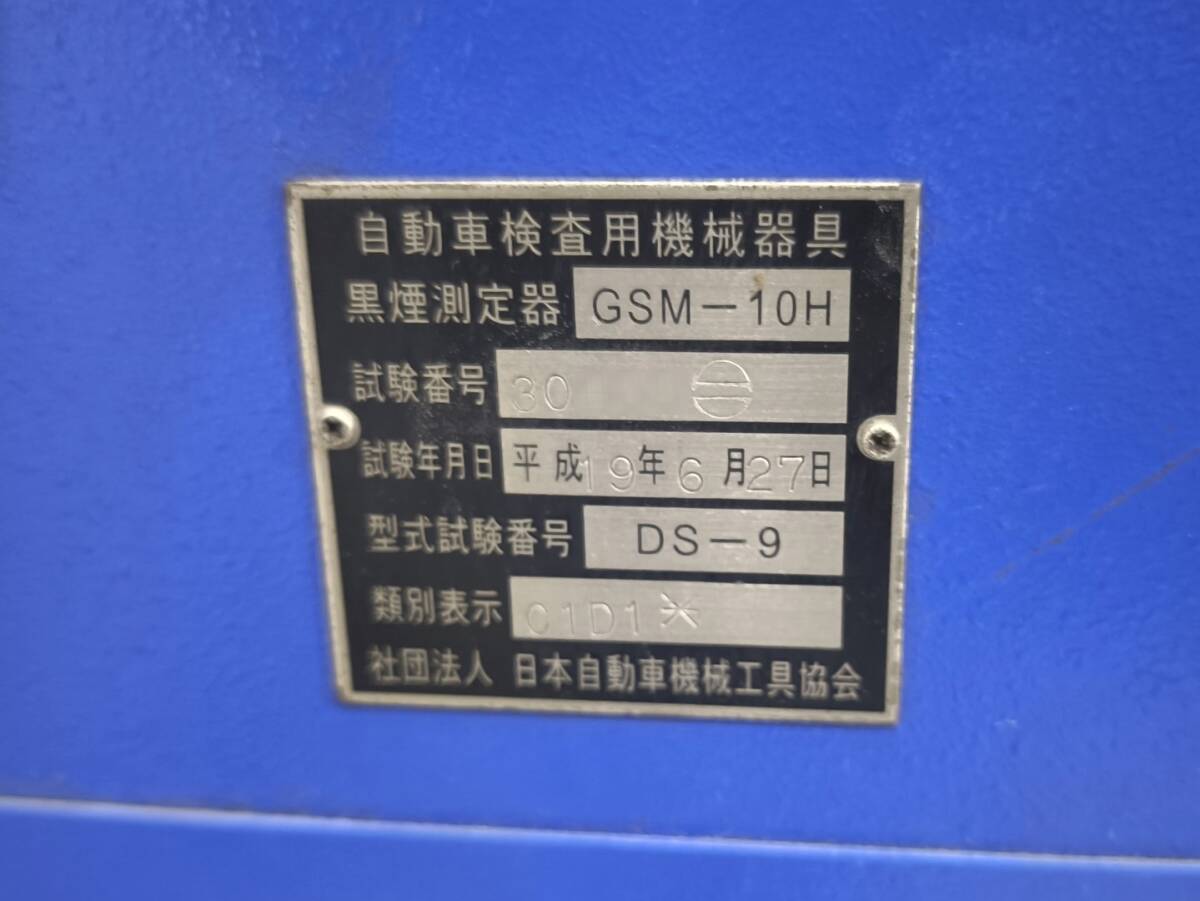 自動車検査用機械器具
黒煙測定器 GSM-10H
試験番号 30
試験年月日 平成19年6月27日
型式試験番号 DS-9
類別表示 C1D1*
社団法人 日本自動車機械工具協会